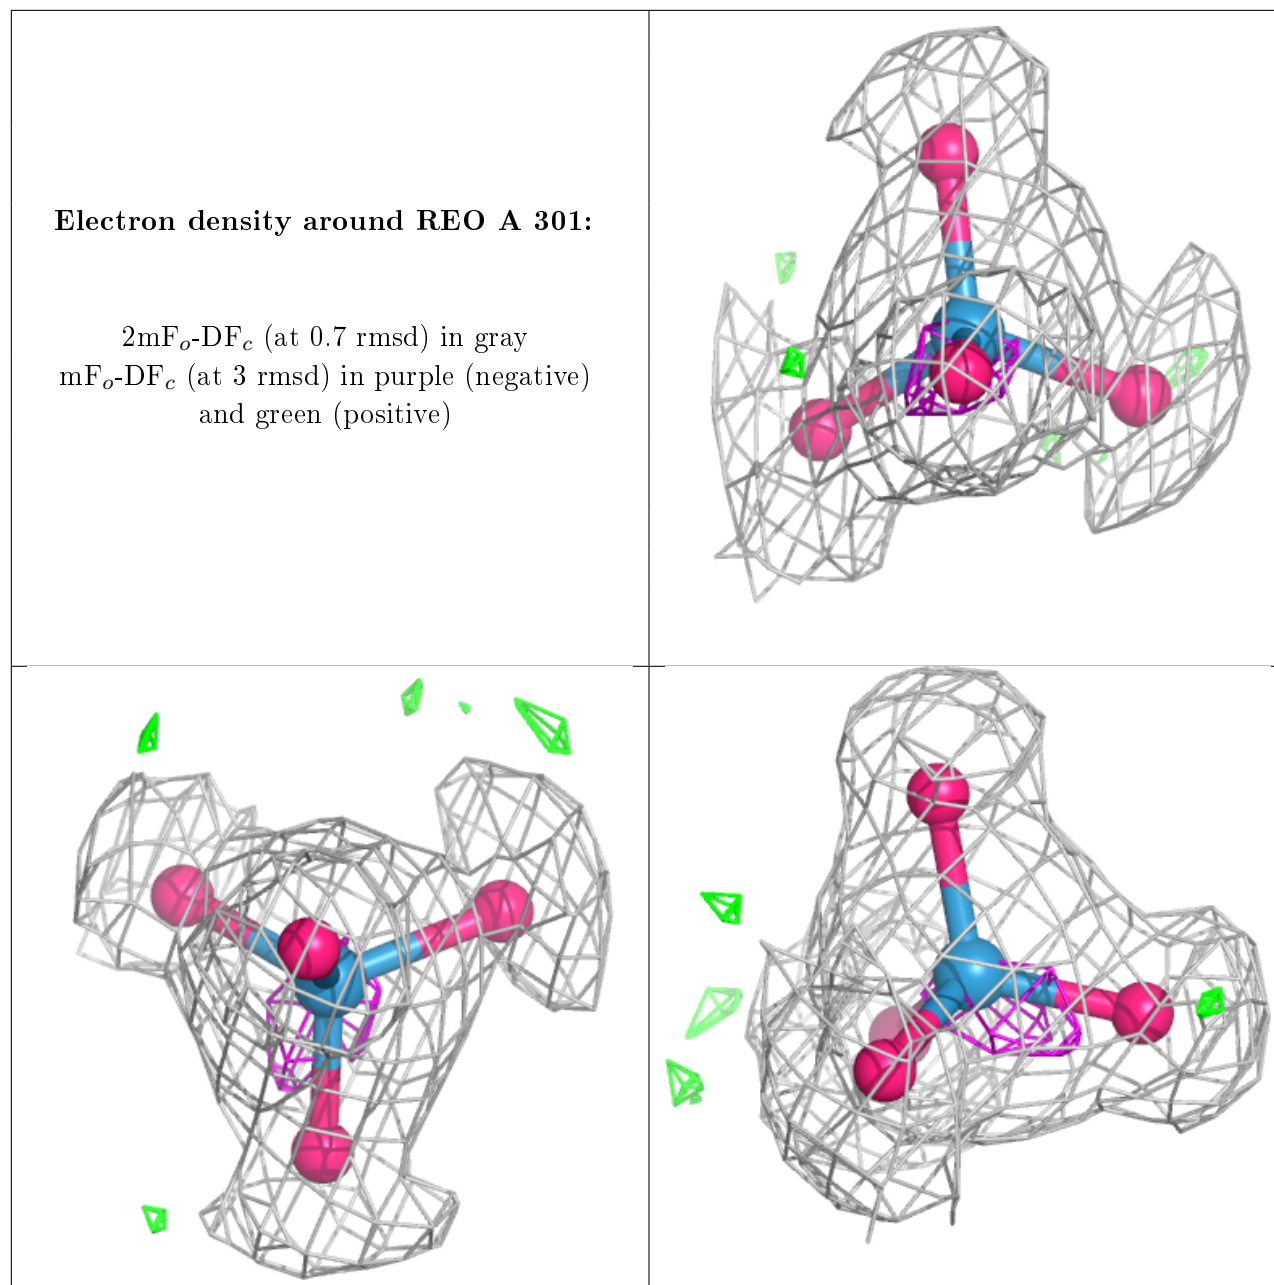 Electron density around REO A 301:
2mFₒ-DF𝑐 (at 0.7 rmsd) in gray
mFₒ-DF𝑐 (at 3 rmsd) in purple (negative)
and green (positive)